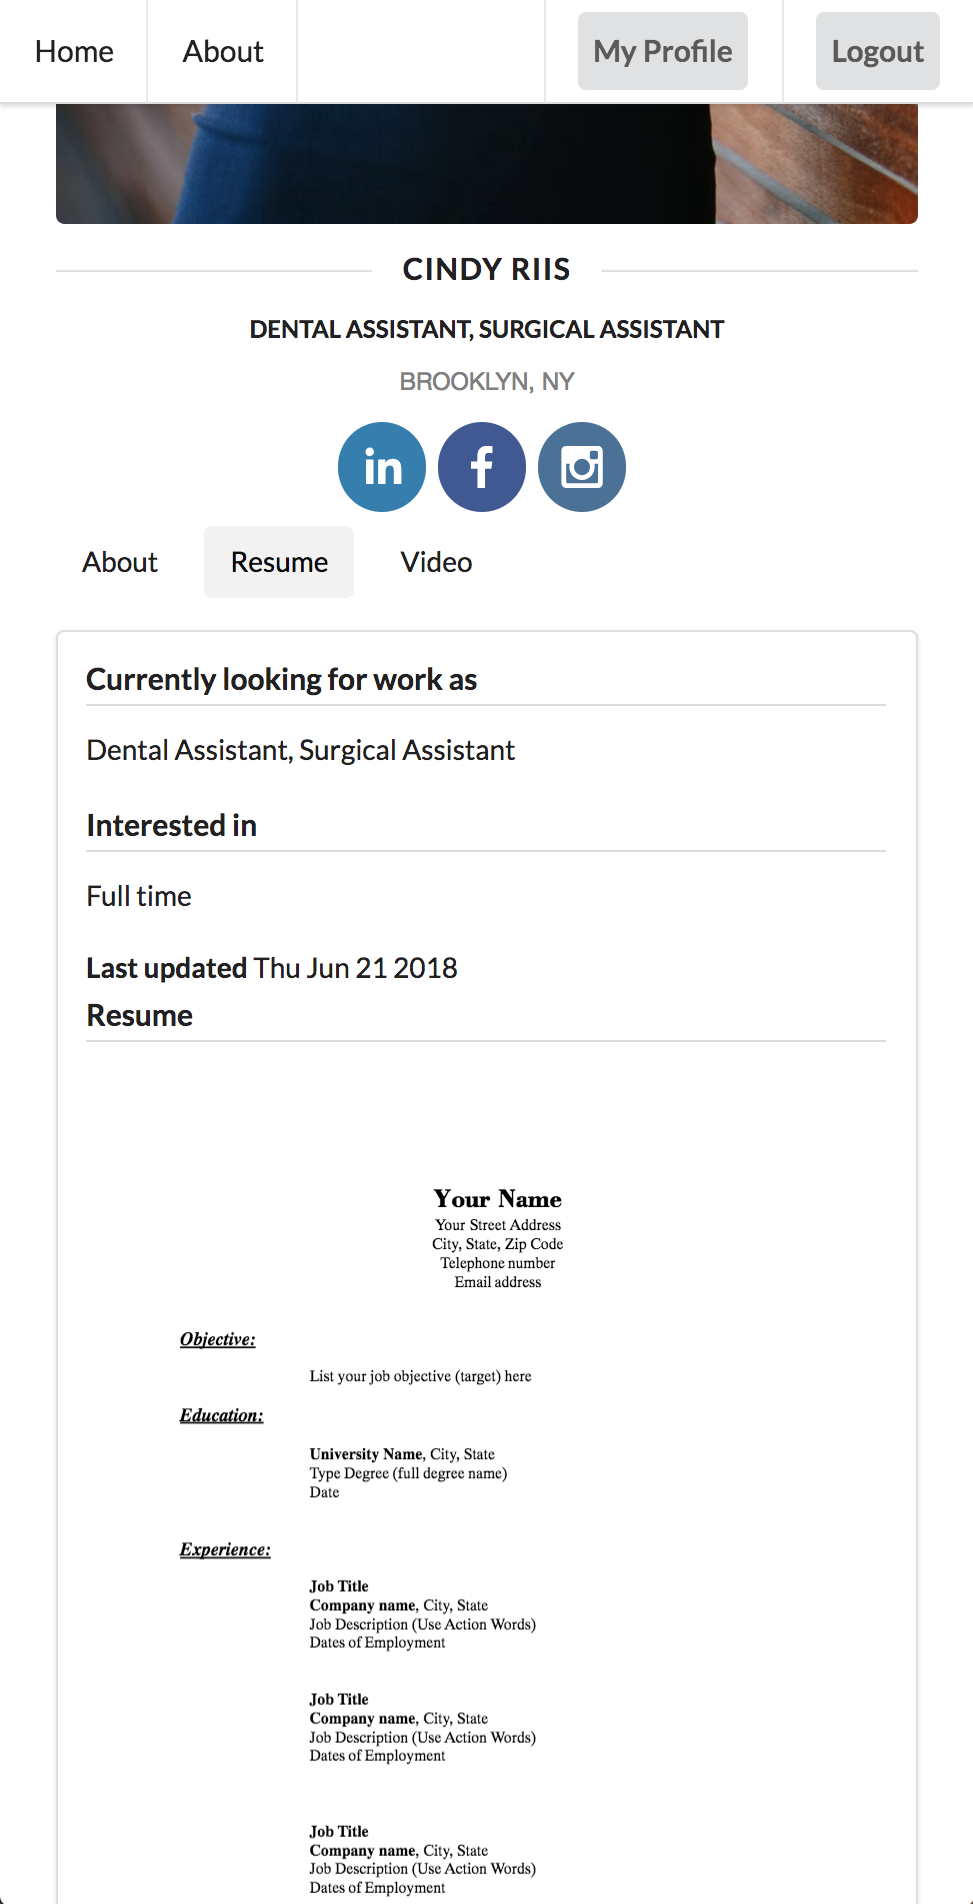 Home About My Profile Logout
CINDY RIIS
DENTAL ASSISTANT, SURGICAL ASSISTANT
BROOKLYN, NY
in f
About Resume Video
Currently looking for work as
Dental Assistant, Surgical Assistant
Interested in
Full time
Last updated Thu Jun 21 2018
Resume
Your Name
Your Street Address
City, State, Zip Code
Telephone number
Email address
Objective:
List your job objective (target) here
Education:
University Name, City, State
Type Degree (full degree name)
Date
Experience:
Job Title
Company name, City, State
Job Description (Use Action Words)
Dates of Employment
Job Title
Company name, City, State
Job Description (Use Action Words)
Dates of Employment
Job Title
Company name, City, State
Job Description (Use Action Words)
Dates of Employment